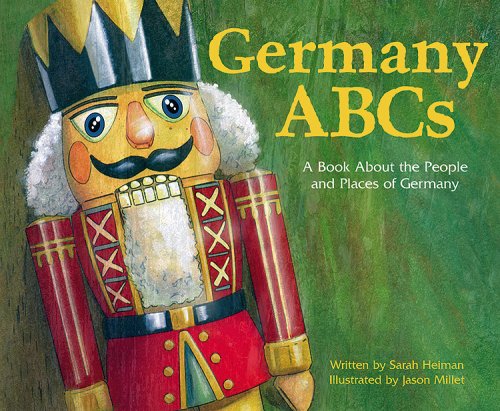 Germany
ABCs
A Book About the People
and Places of Germany
Written by Sarah Heiman
Illustrated by Jason Millet